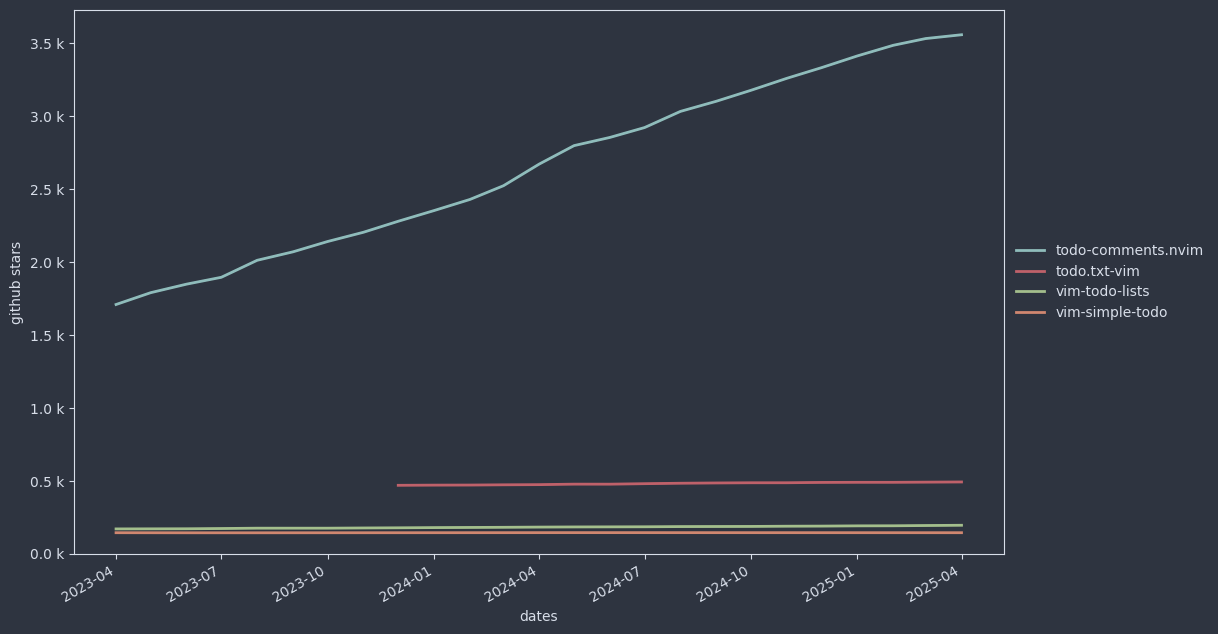 3.5 k
3.0 k
2.5 k
2.0 k
1.5 k
1.0 k
0.5 k
0.0 k
github stars
2023-04
2023-07
2023-10
2024-01
2024-04
2024-07
2024-10
2025-01
2025-04
dates
todo-comments.nvim
todo.txt-vim
vim-todo-lists
vim-simple-todo